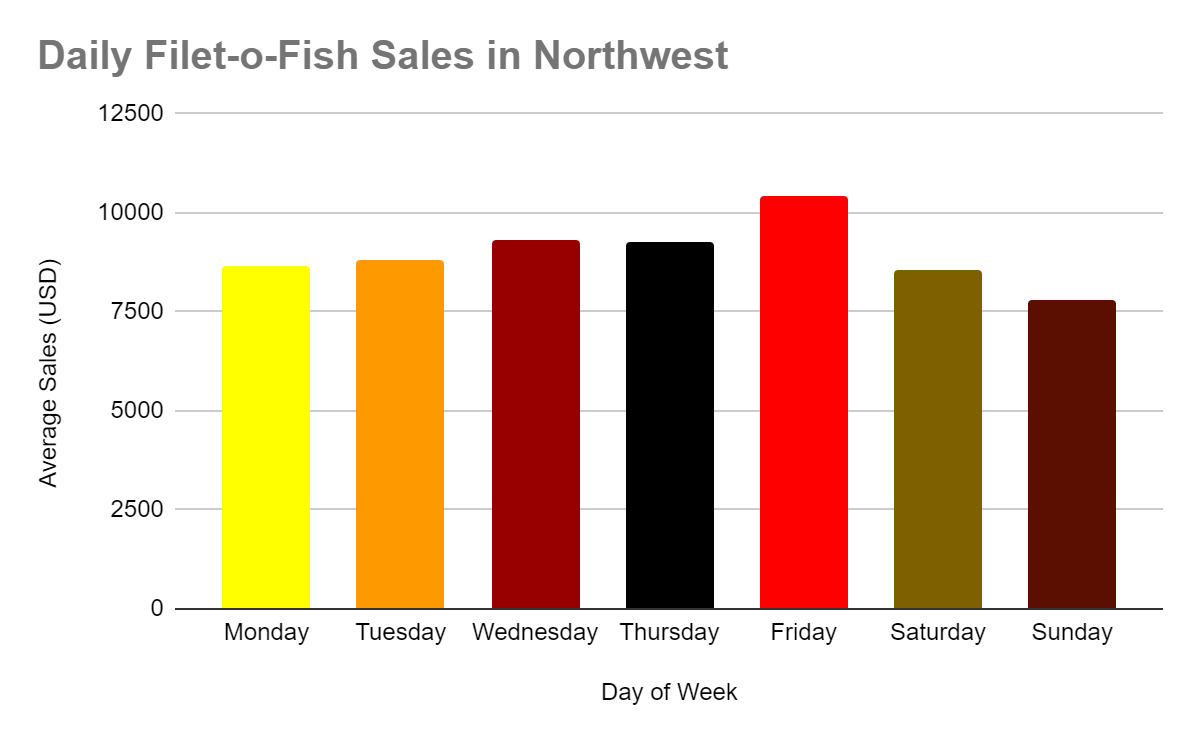 Daily Filet-o-Fish Sales in Northwest
12500
10000
7500
5000
2500
0
Average Sales (USD)
Monday Tuesday Wednesday Thursday Friday Saturday Sunday
Day of Week